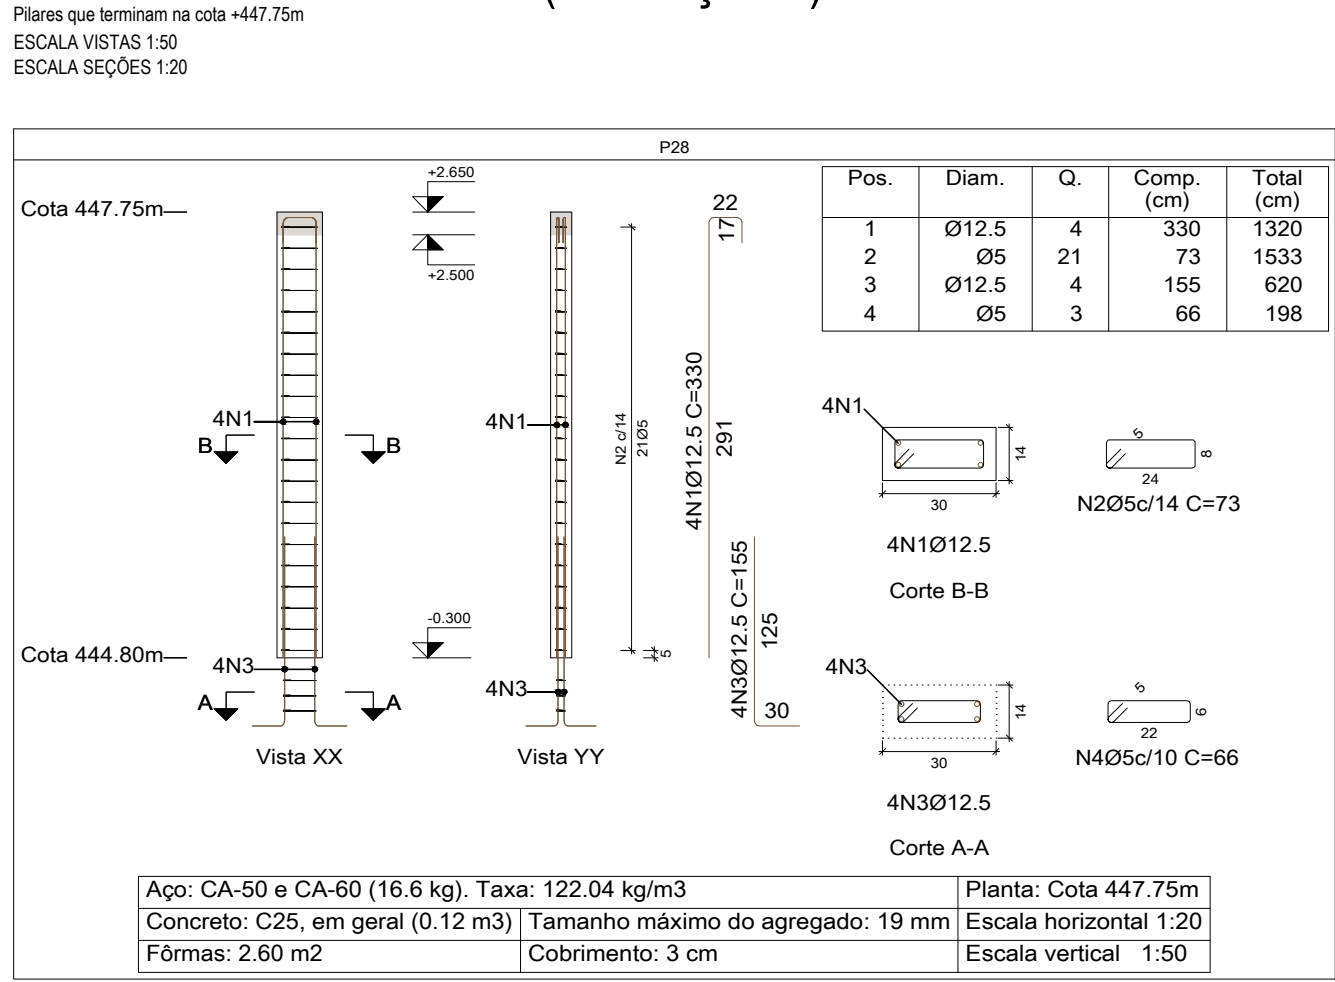 Pilares que terminam na cota +447.75m
ESCALA VISTAS 1:50
ESCALA SEÇÕES 1:20
P28
Cota 447.75m
+2.650
+2.500
22
17
Pos. Diam. Q. Comp. (cm) Total (cm)
1 Ø12.5 4 330 1320
2 Ø5 21 73 1533
3 Ø12.5 4 155 620
4 Ø5 3 66 198
4N1
B B
4N1
N2 c/14
21Ø5
4N1Ø12.5 C=330
291
4N1
14
30
4N1Ø12.5
Corte B-B
5
8
24
N2Ø5c/14 C=73
-0.300
Cota 444.80m
4N3
A A
Vista XX
4N3
5
Vista YY
4N3Ø12.5 C=155
125
30
4N3
14
30
4N3Ø12.5
Corte A-A
5
6
22
N4Ø5c/10 C=66
Aço: CA-50 e CA-60 (16.6 kg). Taxa: 122.04 kg/m3 Planta: Cota 447.75m
Concreto: C25, em geral (0.12 m3) Tamanho máximo do agregado: 19 mm Escala horizontal 1:20
Fôrmas: 2.60 m2 Cobrimento: 3 cm Escala vertical 1:50